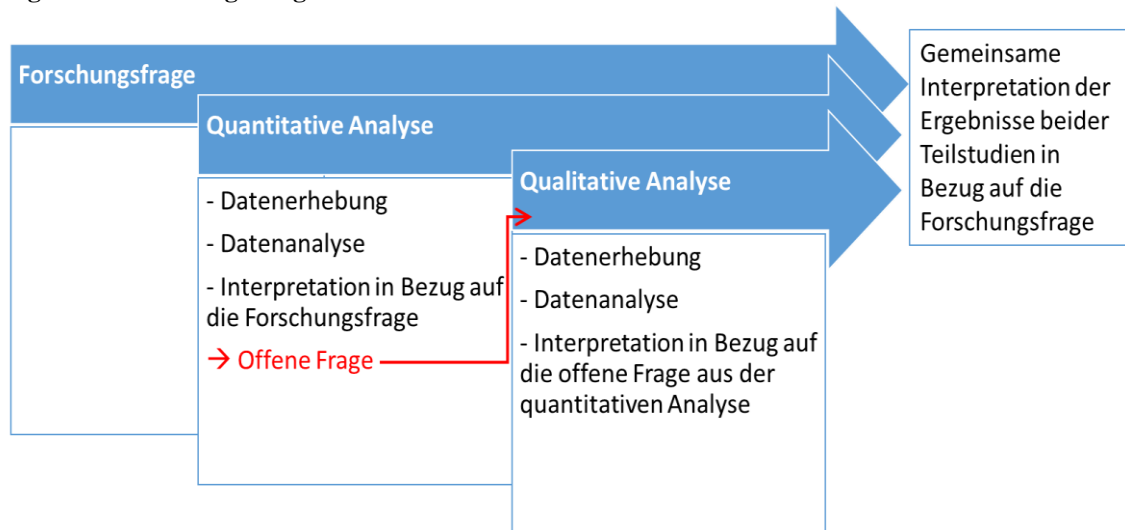 Forschungsfrage
Quantitative Analyse
- Datenerhebung
- Datenanalyse
- Interpretation in Bezug auf
die Forschungsfrage
→ Offene Frage
Qualitative Analyse
- Datenerhebung
- Datenanalyse
- Interpretation in Bezug auf
die offene Frage aus der
quantitativen Analyse
Gemeinsame
Interpretation der
Ergebnisse beider
Teilstudien in
Bezug auf die
Forschungsfrage